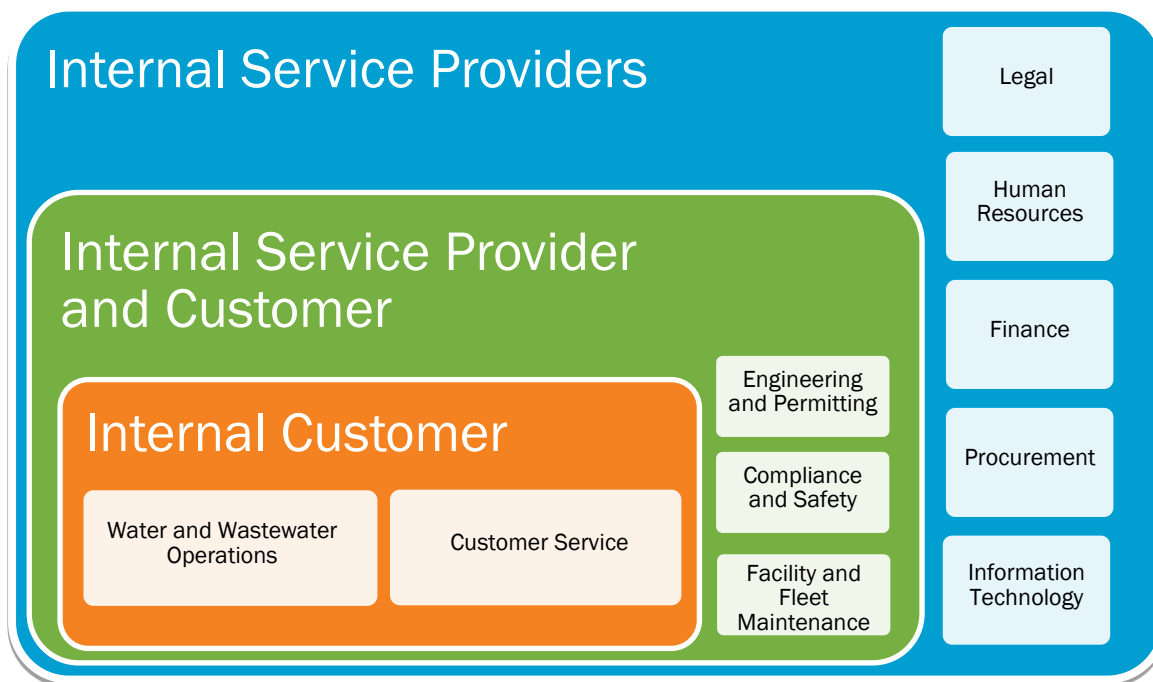 Internal Service Providers
Legal
Human
Resources
Finance
Procurement
Information
Technology
Internal Service Provider
and Customer
Engineering
and Permitting
Compliance
and Safety
Facility and
Fleet
Maintenance
Internal Customer
Water and Wastewater
Operations
Customer Service